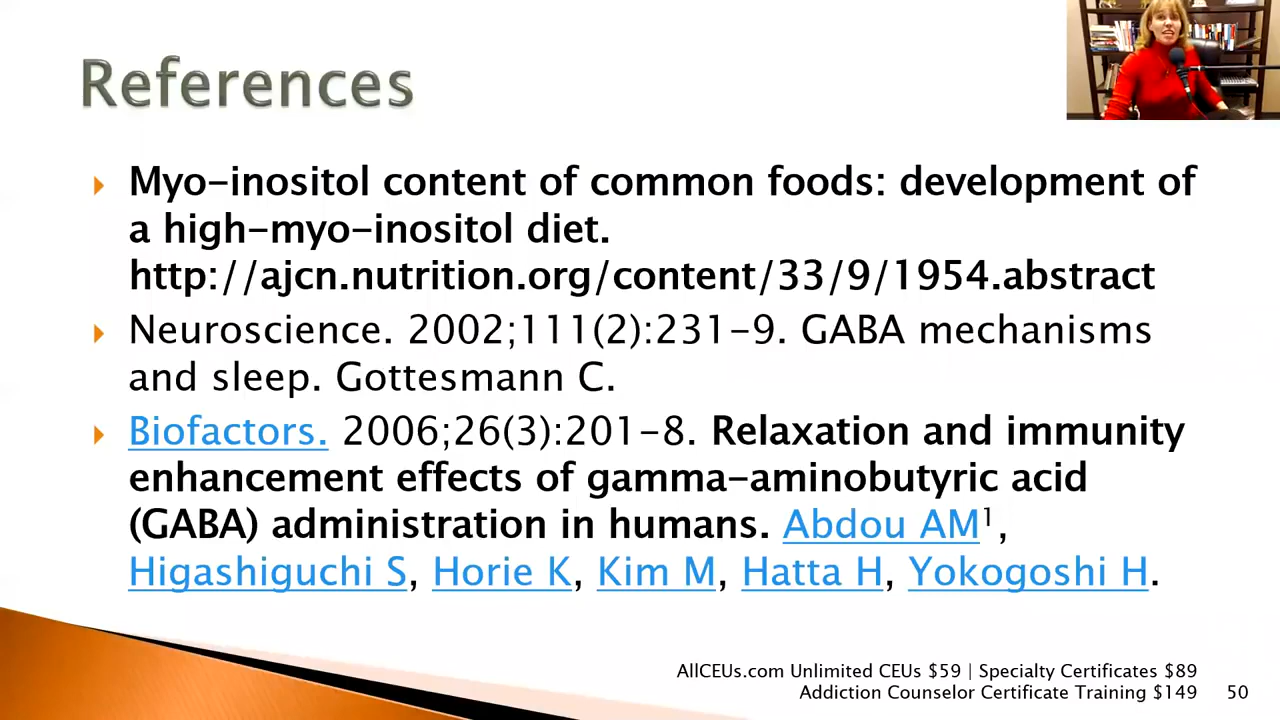 References
Myo-inositol content of common foods: development of
a high-myo-inositol diet.
http://ajcn.nutrition.org/content/33/9/1954.abstract
Neuroscience. 2002;111(2):231-9. GABA mechanisms
and sleep. Gottesmann C.
Biofactors. 2006;26(3):201-8. Relaxation and immunity
enhancement effects of gamma-aminobutyric acid
(GABA) administration in humans. Abdou AM1,
Higashiguchi S, Horie K, Kim M, Hatta H, Yokogoshi H.
AllCEUs.com Unlimited CEUs $59 | Specialty Certificates $89
Addiction Counselor Certificate Training $149
50